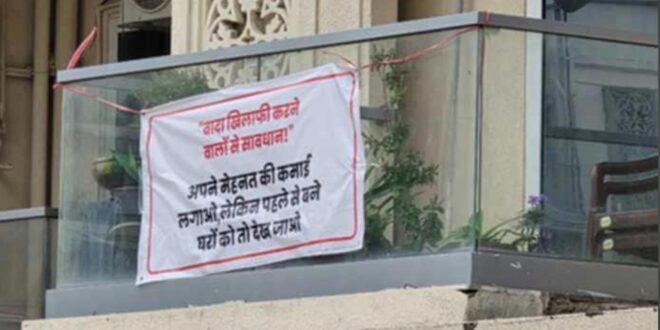 "वादा खिलाफी करने
वालों से सावधान!"
अपने मेहनत की कमाई
लगाओ, लेकिन पहले से बने
घरों को तो देख जाओ